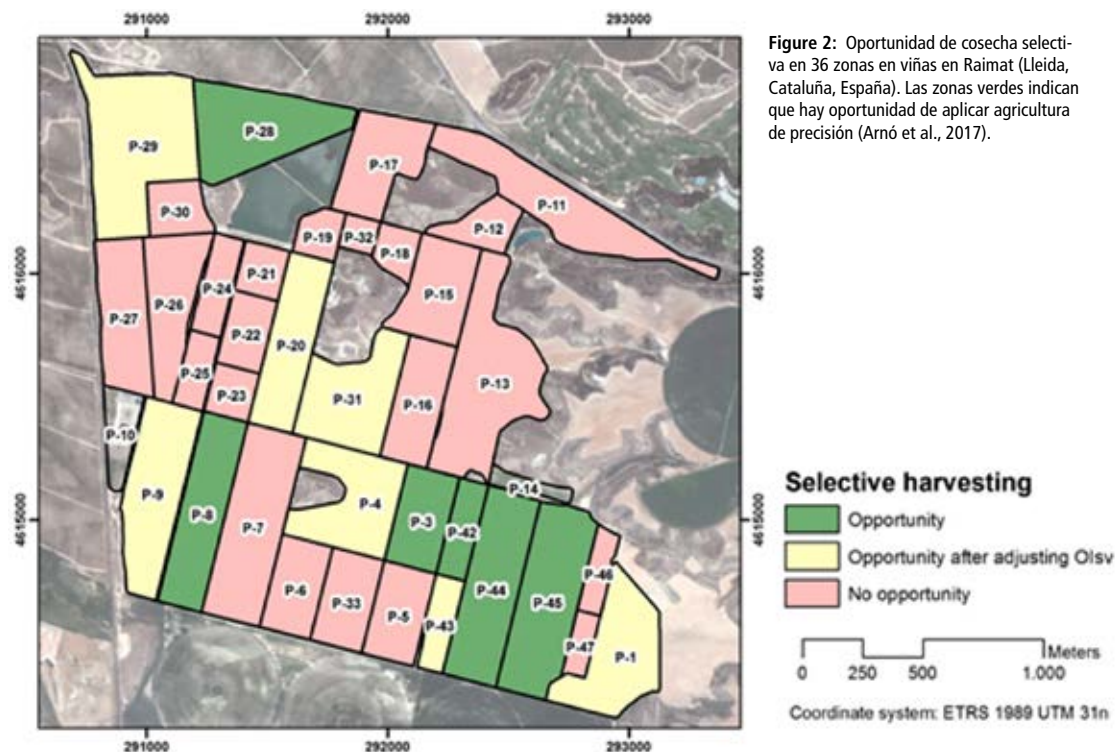 291000
292000
293000
Figure 2: Oportunidad de cosecha selecti-
va en 36 zonas en viñas en Raimat (Lleida,
Cataluña, España). Las zonas verdes indican
que hay oportunidad de aplicar agricultura
de precisión (Arnó et al., 2017).
P-28
P-29
P-17
P-11
P-30
P-12
P-19
P-32
P-18
4616000
4616000
P-21
P-24
P-15
P-26
P-27
P-22
P-20
P-25
P-13
P-23
P-31
P-16
P-10
P-14
P-9
P-4
P-8
P-3
P-7
P-42
4615000
4615000
P-46
P-6
P-44
P-45
P-33
P-5
P-43
P-47
P-1
291000
292000
293000
Selective harvesting
Opportunity
Opportunity after adjusting OIsv
No opportunity
Meters
0 250 500 1.000
Coordinate system: ETRS 1989 UTM 31n